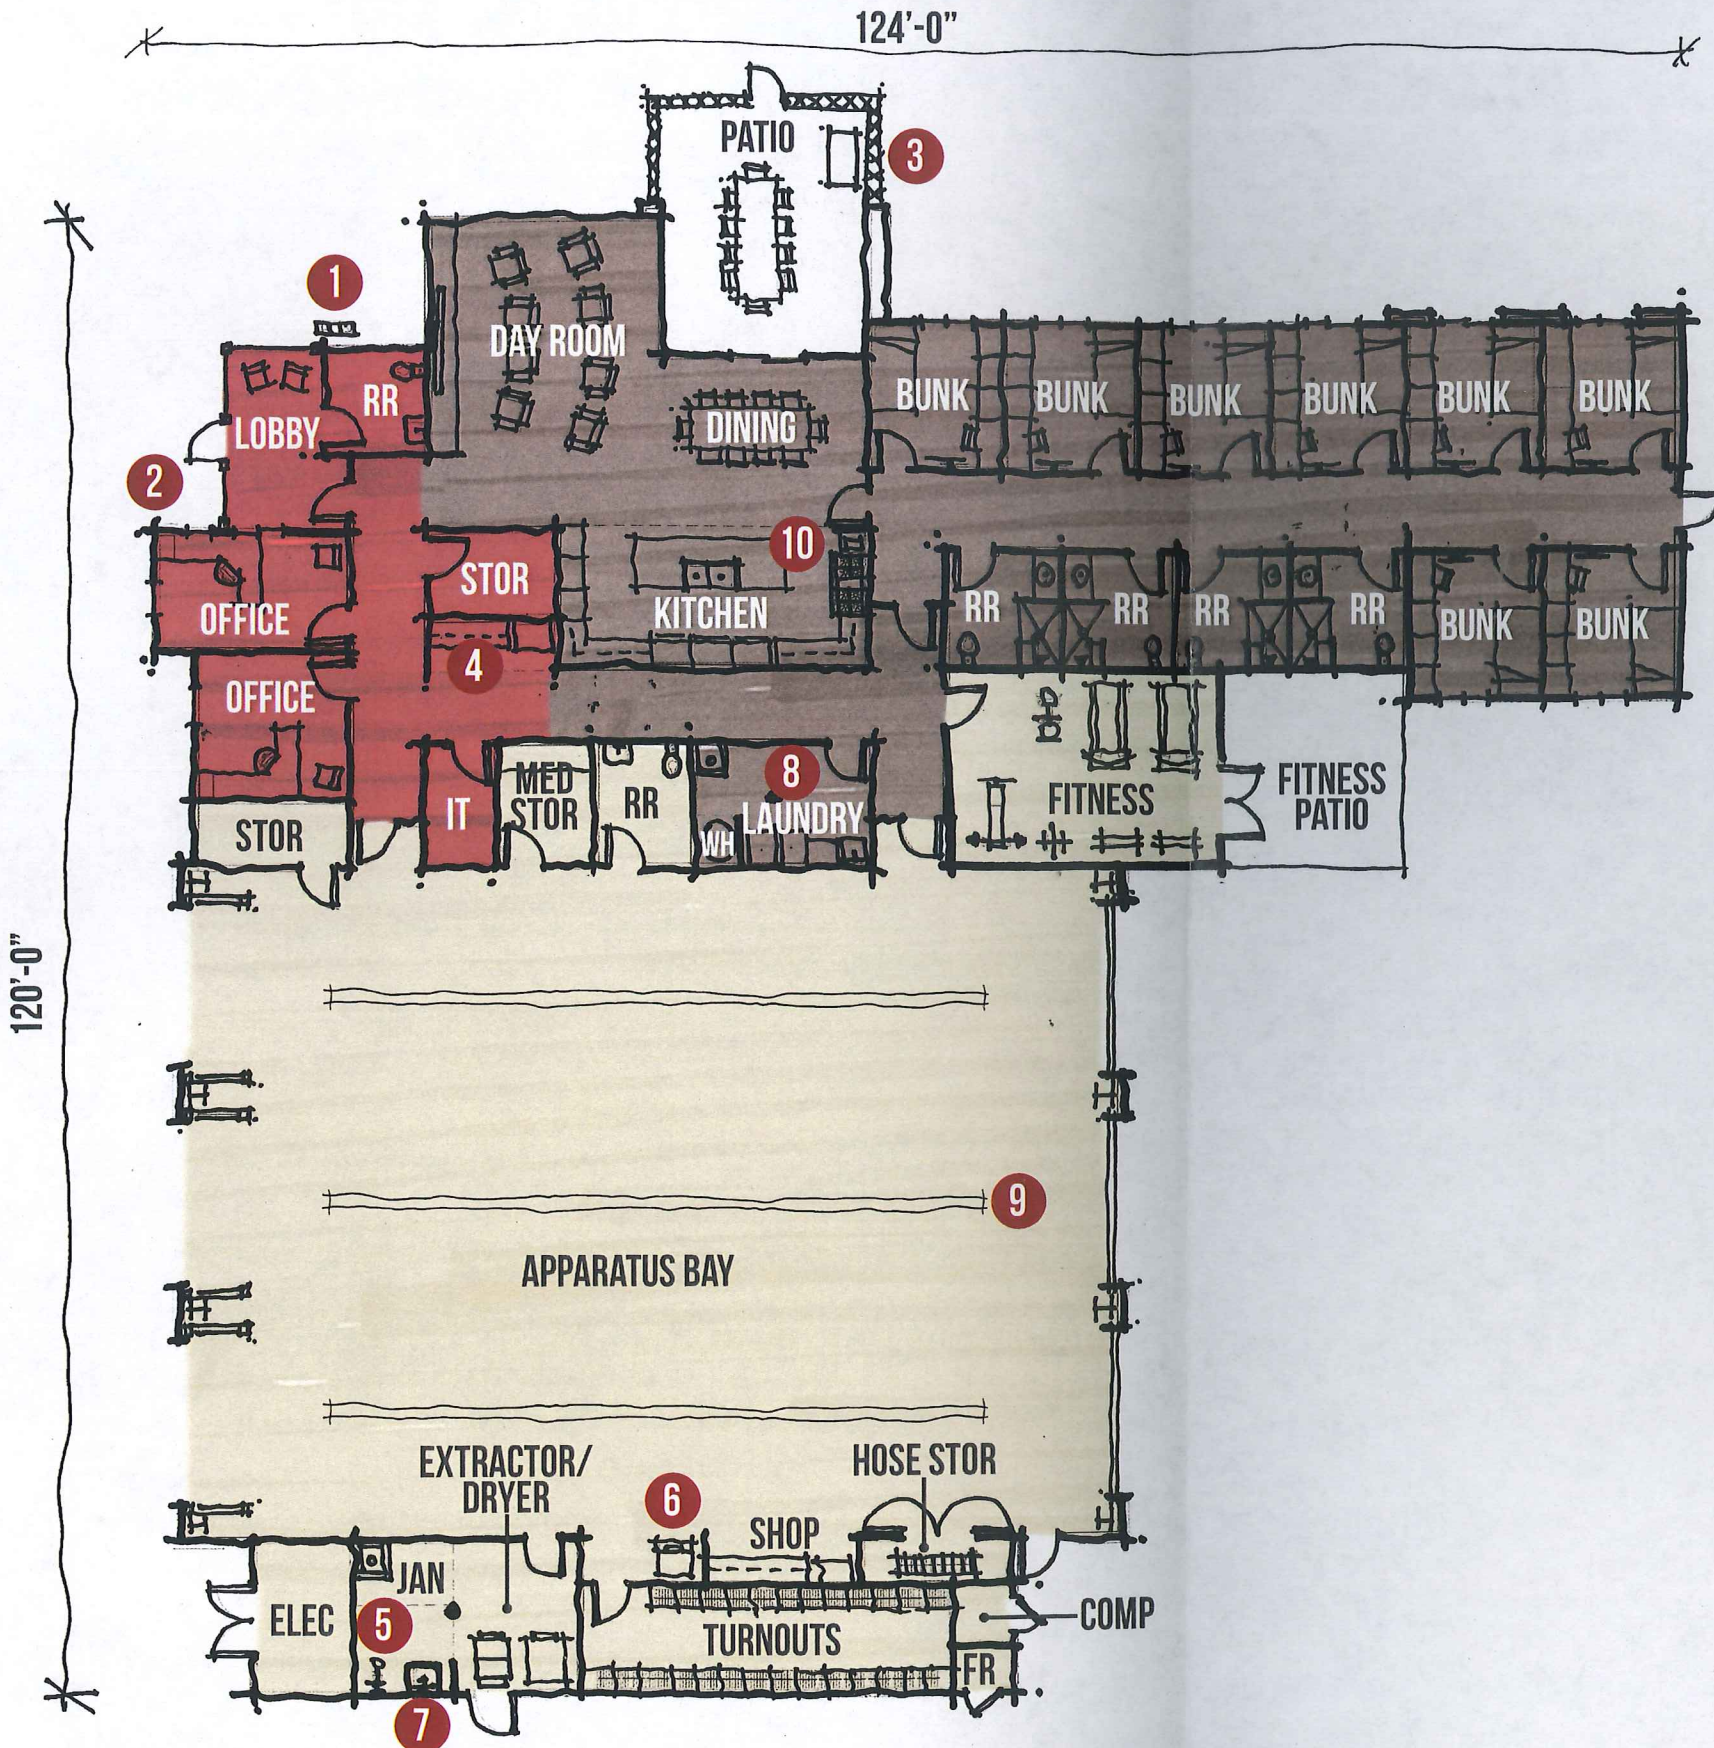 124'-0"
PATIO
3
1
DAY ROOM
RR
LOBBY
DINING
BUNK
BUNK
BUNK
BUNK
BUNK
BUNK
2
10
STOR
OFFICE
KITCHEN
RR
RR
RR
RR
BUNK
BUNK
4
OFFICE
8
MED
STOR
RR
LAUNDRY
WH
IT
STOR
FITNESS
FITNESS
PATIO
120'-0"
9
APPARATUS BAY
EXTRACTOR/
DRYER
6
HOSE STOR
SHOP
JAN
ELEC
5
TURNOUTS
COMP
FR
7